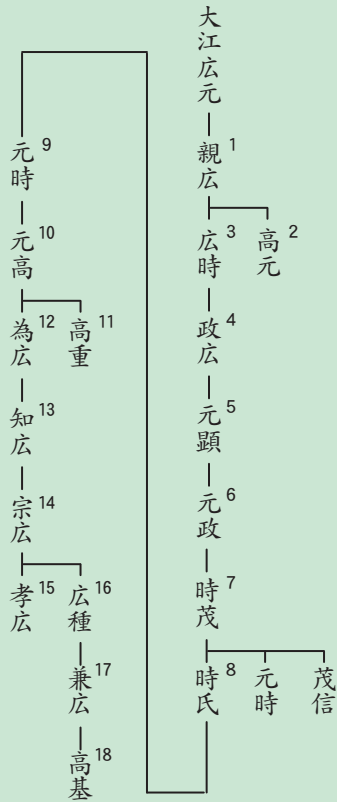 大江広元
親広 1
高元 2
広時 3
政広 4
元顕 5
元政 6
時茂 7
茂信
元時
時氏 8
元時 9
元高 10
高重 11
為広 12
知広 13
宗広 14
孝広 15
広種 16
兼広 17
高基 18